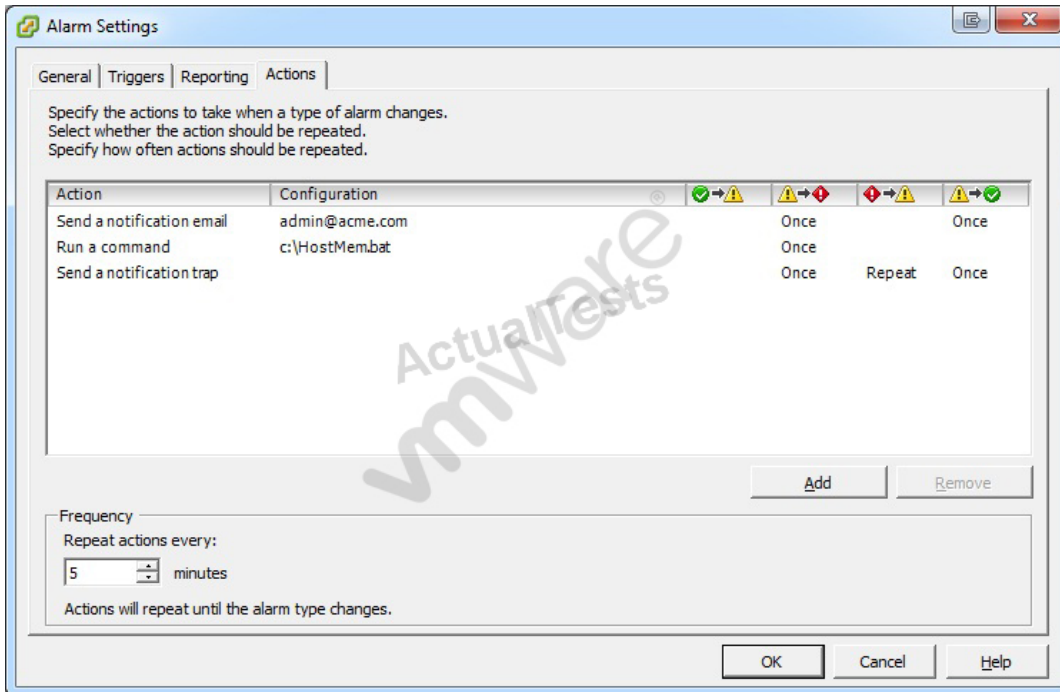 Alarm Settings
General Triggers Reporting Actions
Specify the actions to take when a type of alarm changes.
Select whether the action should be repeated.
Specify how often actions should be repeated.
Action Configuration
Send a notification email admin@acme.com Once Once
Run a command c:\HostMem.bat Once
Send a notification trap Once Repeat Once
ActualTests
vmware
Add Remove
Frequency
Repeat actions every:
5 minutes
Actions will repeat until the alarm type changes.
OK Cancel Help